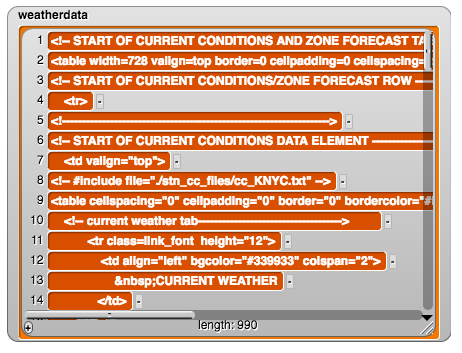 weatherdata
1 <!-- START OF CURRENT CONDITIONS AND ZONE FORECAST TA
2 <table width=728 valign=top border=0 cellpadding=0 cellspacing=
3 <!-- START OF CURRENT CONDITIONS/ZONE FORECAST ROW ---
4 <tr> -
5 <!----------------------------------------------------> -
6 <!-- START OF CURRENT CONDITIONS DATA ELEMENT ------------
7 <td valign="top"> -
8 <!-- #include file="./stn_cc_files/cc_KNYC.txt" --> -
9 <table cellspacing="0" cellpadding="0" border="0" bordercolor="#
10 <!-- current weather tab----------------------------> -
11 <tr class=link_font height="12"> -
12 <td align="left" bgcolor="#339933" colspan="2"> -
13 &nbsp;CURRENT WEATHER -
14 </td> -
+ length: 990